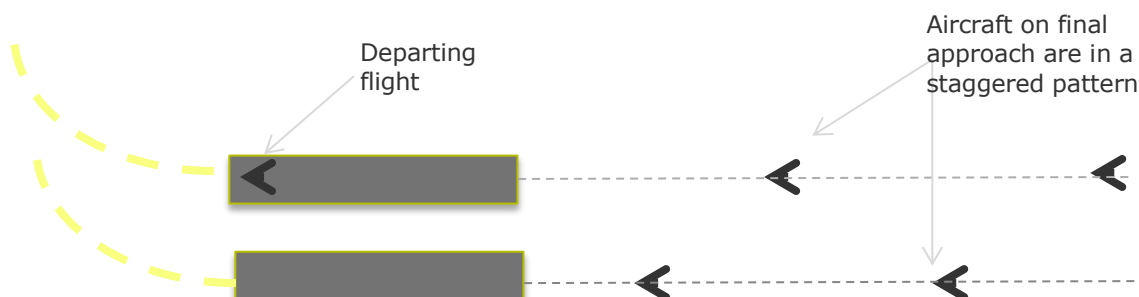 Departing
flight
Aircraft on final
approach are in a
staggered pattern